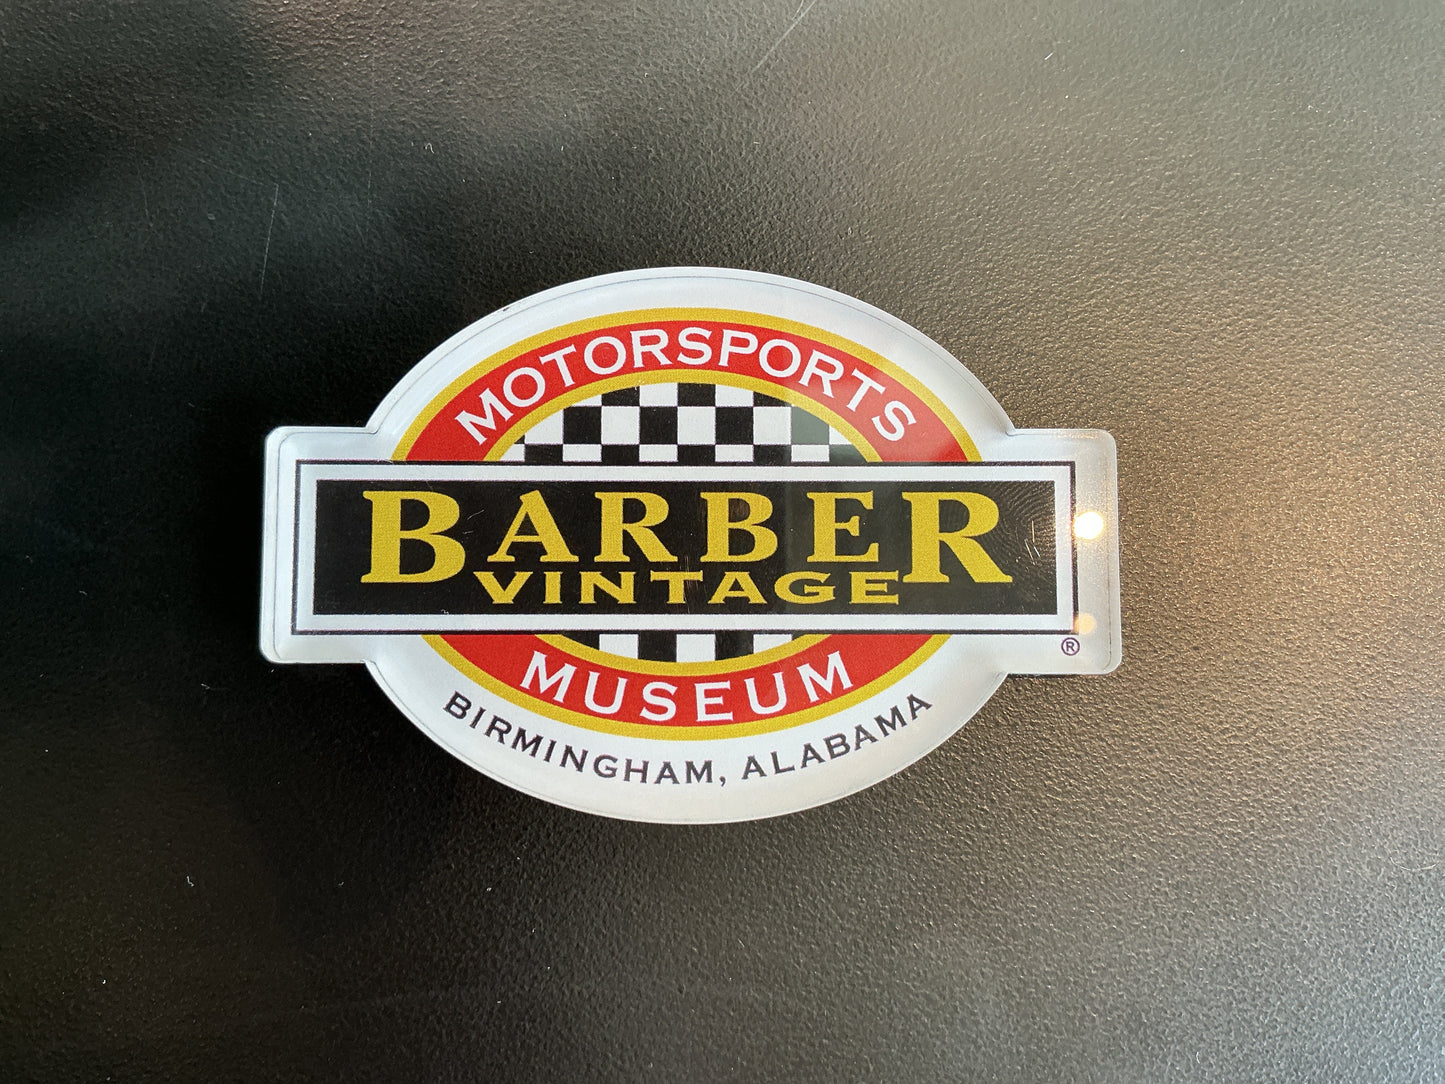 MOTORSPORTS
BARBER
VINTAGE
®
MUSEUM
BIRMINGHAM, ALABAMA